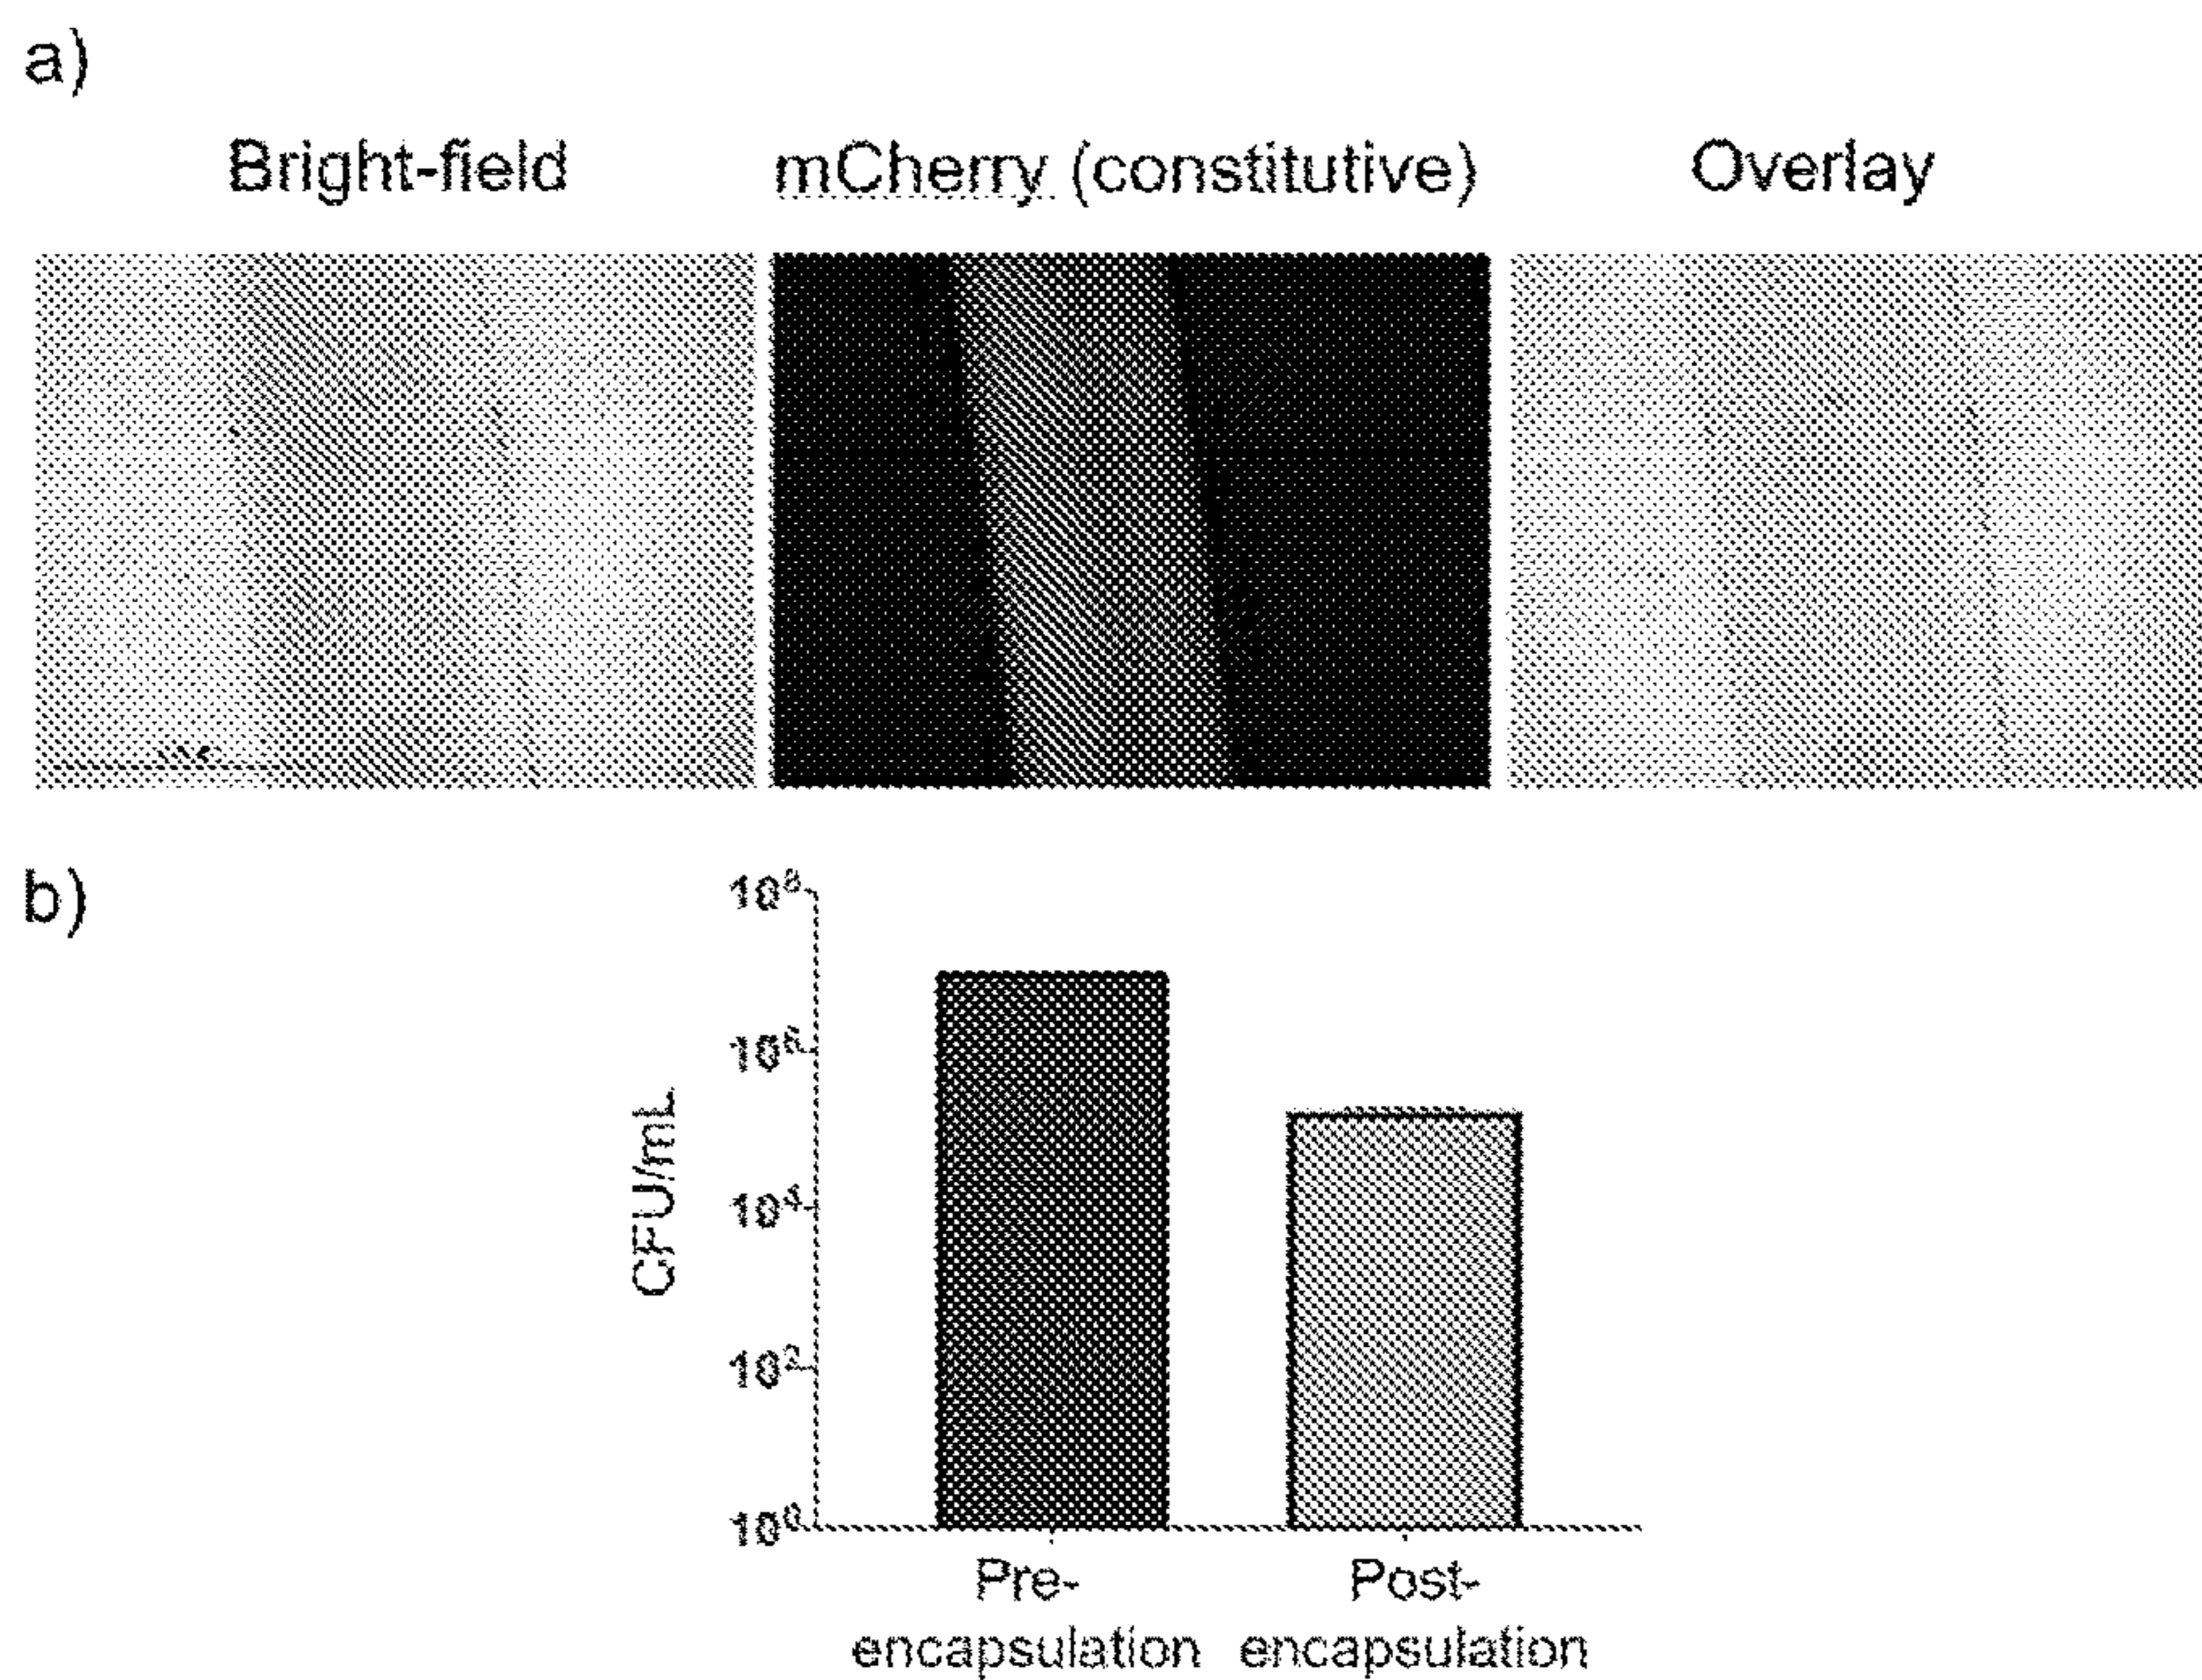 a)
Bright-field mCherry (constitutive) Overlay
b)
10⁸
10⁶
10⁴
10²
10⁰
CFU/mL
Pre- Post-
encapsulation encapsulation